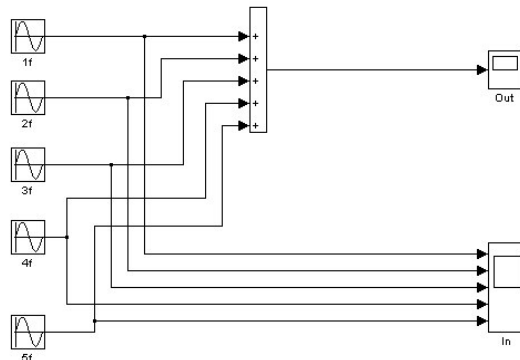 1f
+
+
+
+
+
2f
3f
4f
5f
Out
In